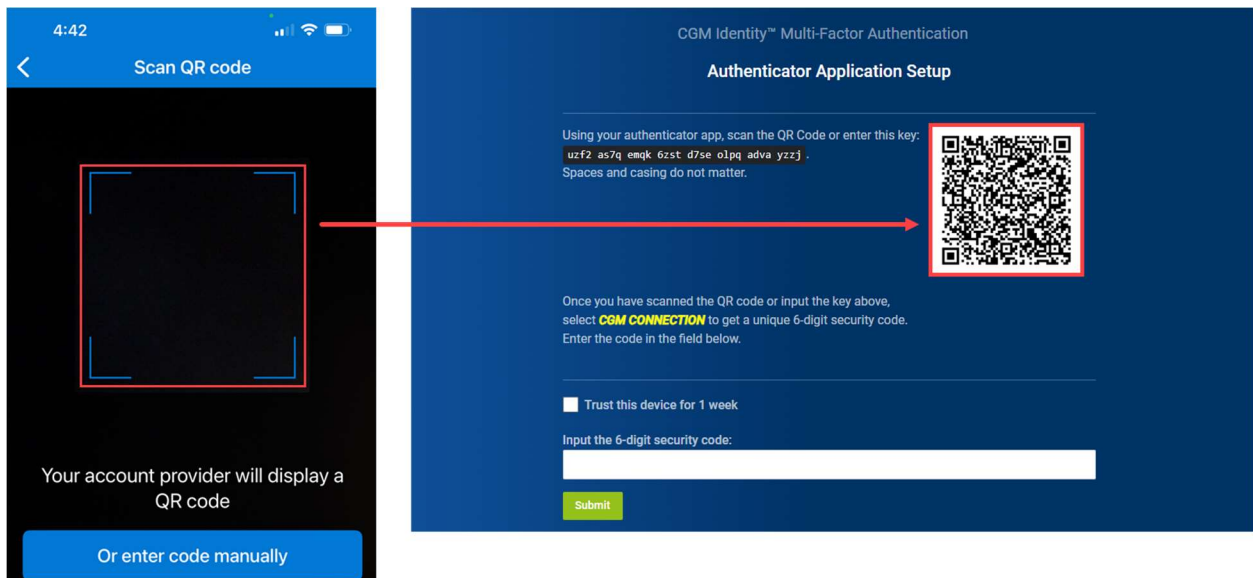 4:42
Scan QR code
Your account provider will display a
QR code
Or enter code manually
CGM Identity™ Multi-Factor Authentication
Authenticator Application Setup
Using your authenticator app, scan the QR Code or enter this key:
uzf2 as7q emqk 6zst d7se olpq adva yzzj .
Spaces and casing do not matter.
Once you have scanned the QR code or input the key above,
select CGM CONNECTION to get a unique 6-digit security code.
Enter the code in the field below.
Trust this device for 1 week
Input the 6-digit security code:
Submit